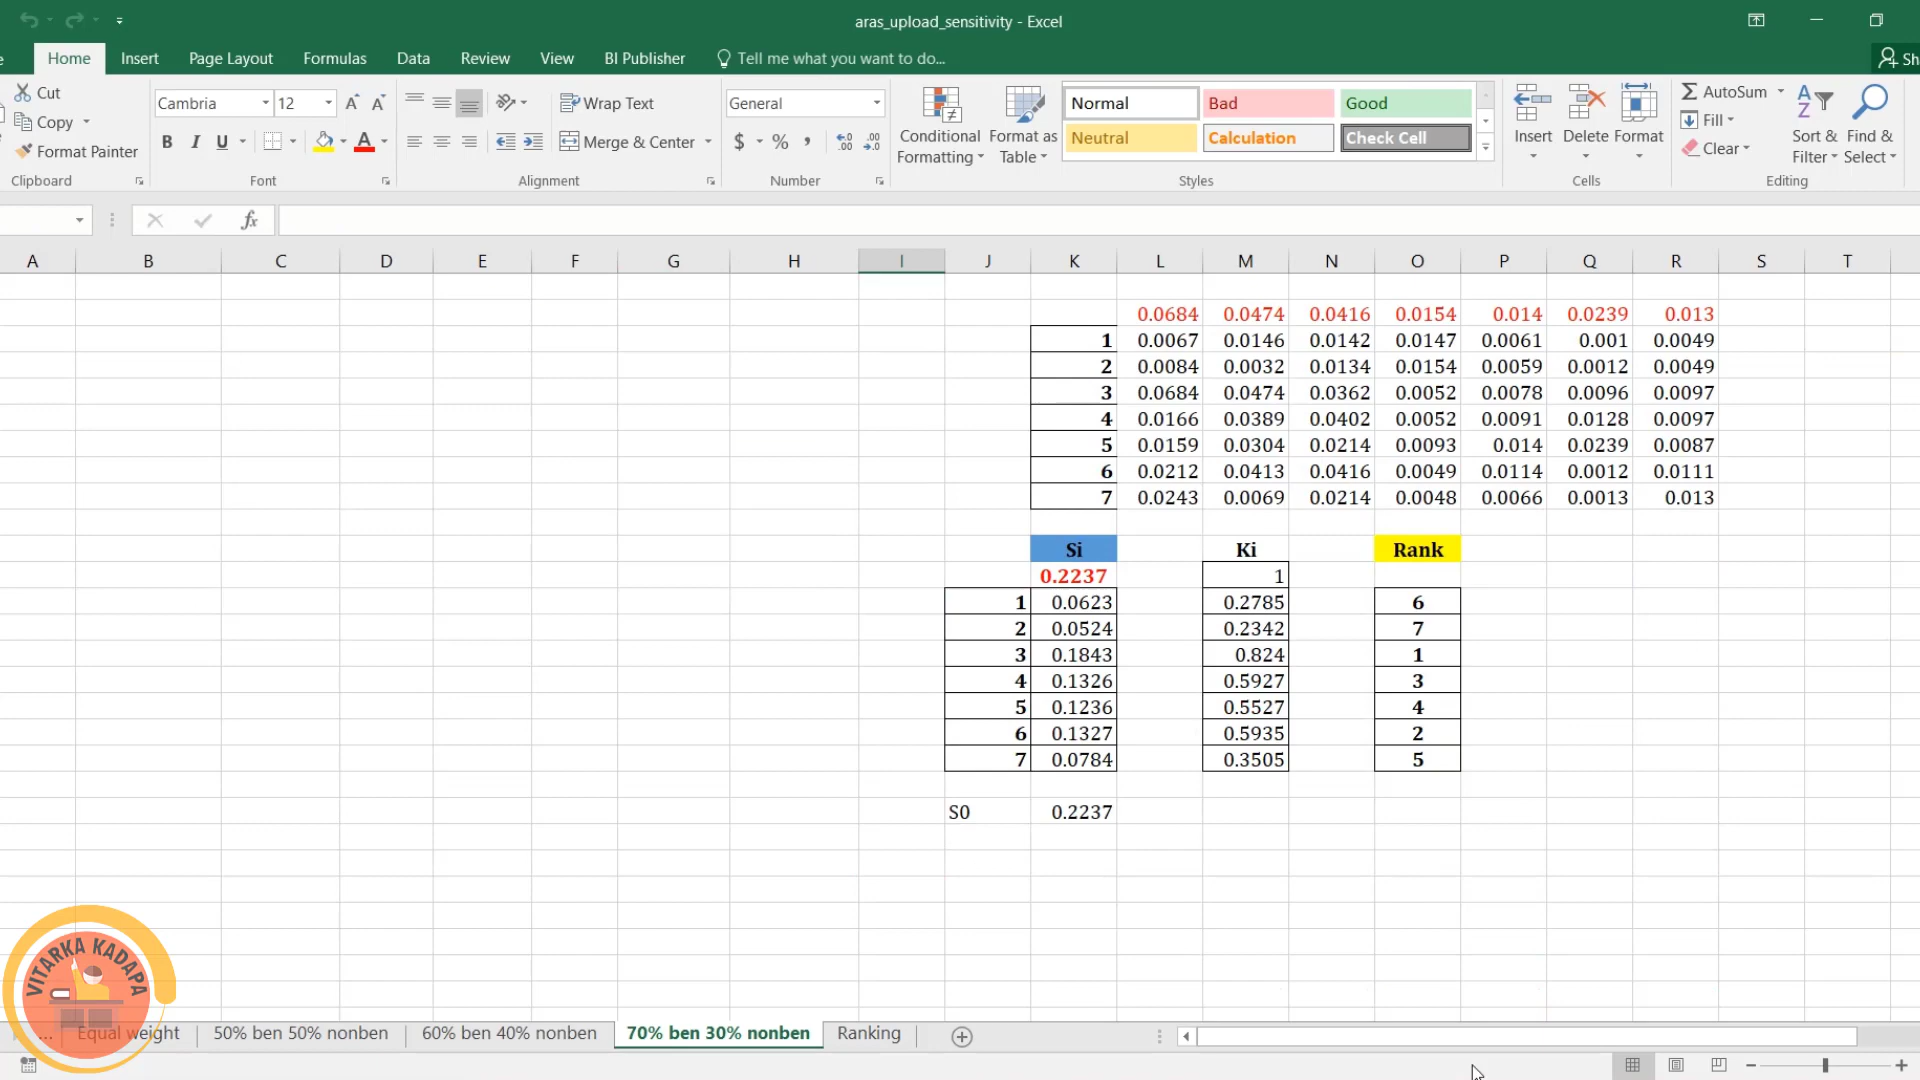 aras_upload_sensitivity - Excel
Home Insert Page Layout Formulas Data Review View BI Publisher Tell me what you want to do... Sh
Cut
Copy
Format Painter
Clipboard
Cambria 12
B I U
Font
Wrap Text
Merge & Center
Alignment
General
$ % ,
Number
Conditional Formatting
Format as Table
Normal Bad Good
Neutral Calculation Check Cell
Styles
Insert Delete Format
Cells
AutoSum
Fill
Clear
Sort & Filter
Find & Select
Editing
fx
A B C D E F G H I J K L M N O P Q R S T
0.0684 0.0474 0.0416 0.0154 0.014 0.0239 0.013
1 0.0067 0.0146 0.0142 0.0147 0.0061 0.001 0.0049
2 0.0084 0.0032 0.0134 0.0154 0.0059 0.0012 0.0049
3 0.0684 0.0474 0.0362 0.0052 0.0078 0.0096 0.0097
4 0.0166 0.0389 0.0402 0.0052 0.0091 0.0128 0.0097
5 0.0159 0.0304 0.0214 0.0093 0.014 0.0239 0.0087
6 0.0212 0.0413 0.0416 0.0049 0.0114 0.0012 0.0111
7 0.0243 0.0069 0.0214 0.0048 0.0066 0.0013 0.013
Si Ki Rank
0.2237 1
1 0.0623 0.2785 6
2 0.0524 0.2342 7
3 0.1843 0.824 1
4 0.1326 0.5927 3
5 0.1236 0.5527 4
6 0.1327 0.5935 2
7 0.0784 0.3505 5
S0 0.2237
VITARKA KADAPA
... Equal weight 50% ben 50% nonben 60% ben 40% nonben 70% ben 30% nonben Ranking